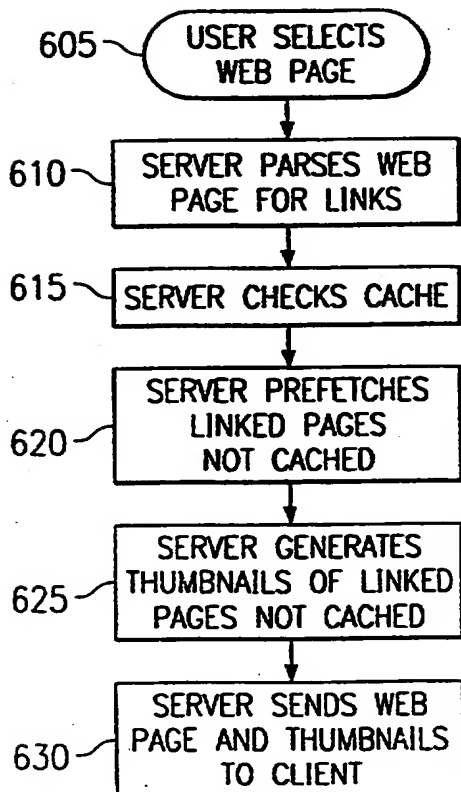 605
USER SELECTS
WEB PAGE
610
SERVER PARSES WEB
PAGE FOR LINKS
615
SERVER CHECKS CACHE
620
SERVER PREFETCHES
LINKED PAGES
NOT CACHED
625
SERVER GENERATES
THUMBNAILS OF LINKED
PAGES NOT CACHED
630
SERVER SENDS WEB
PAGE AND THUMBNAILS
TO CLIENT